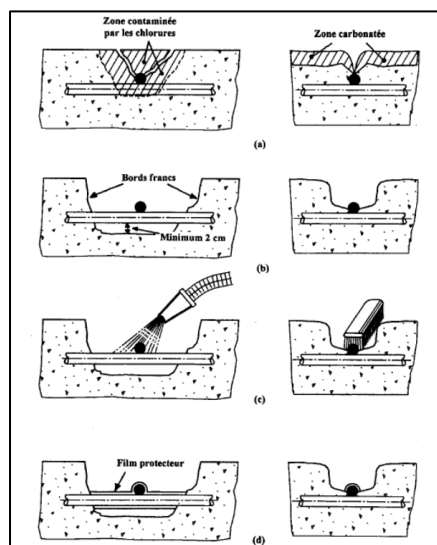 Zone contaminée
par les chlorures
Zone carbonatée
(a)
Bords francs
Minimum 2 cm
(b)
(c)
Film protecteur
(d)